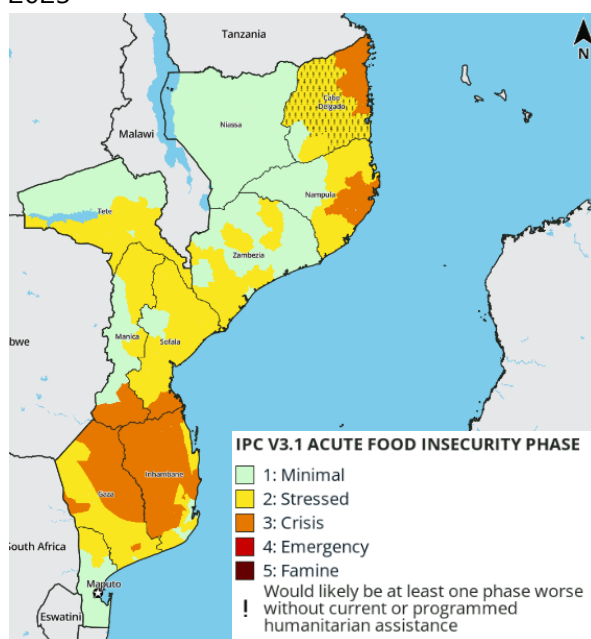 Tanzania
N
Cabo
Delgado
Niassa
Malawi
Nampula
Tete
Zambezia
Manica
Sofala
bwe
Inhambane
Gaza
South Africa
Maputo
Eswatini
IPC V3.1 ACUTE FOOD INSECURITY PHASE
1: Minimal
2: Stressed
3: Crisis
4: Emergency
5: Famine
! Would likely be at least one phase worse
without current or programmed
humanitarian assistance